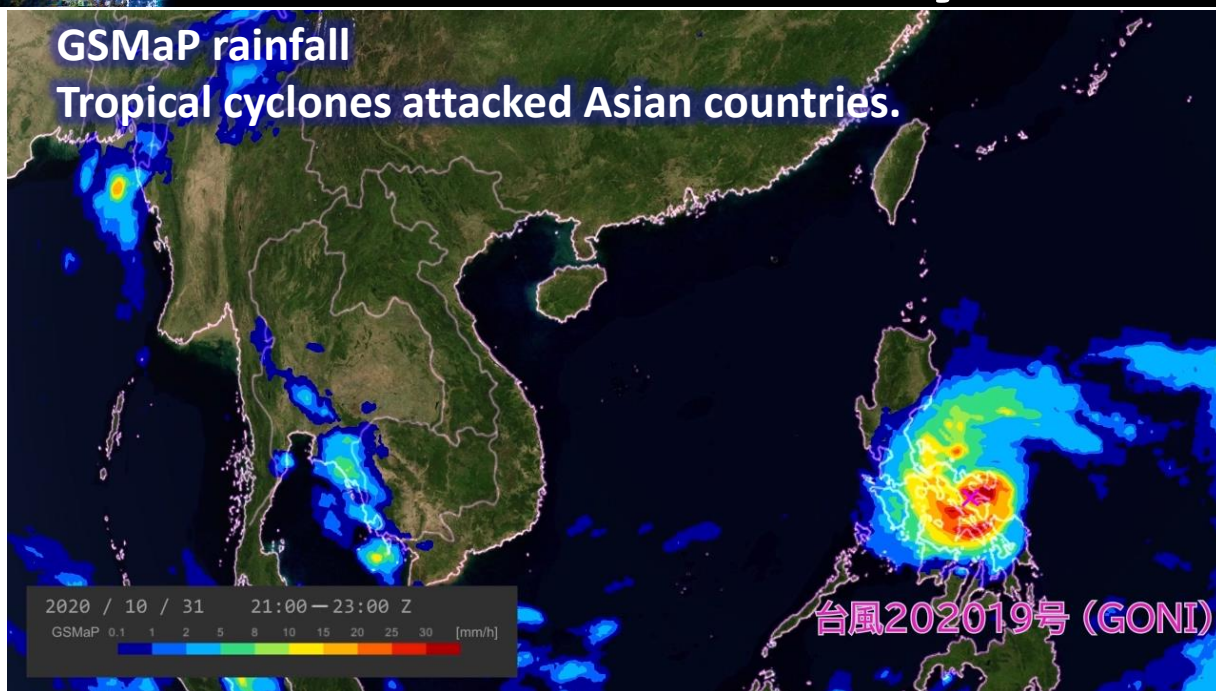 GSMaP rainfall
Tropical cyclones attacked Asian countries.
2020 / 10 / 31 21:00—23:00 Z
GSMaP 0.1 1 2 5 8 10 15 20 25 30 [mm/h]
台風202019号 (GONI)